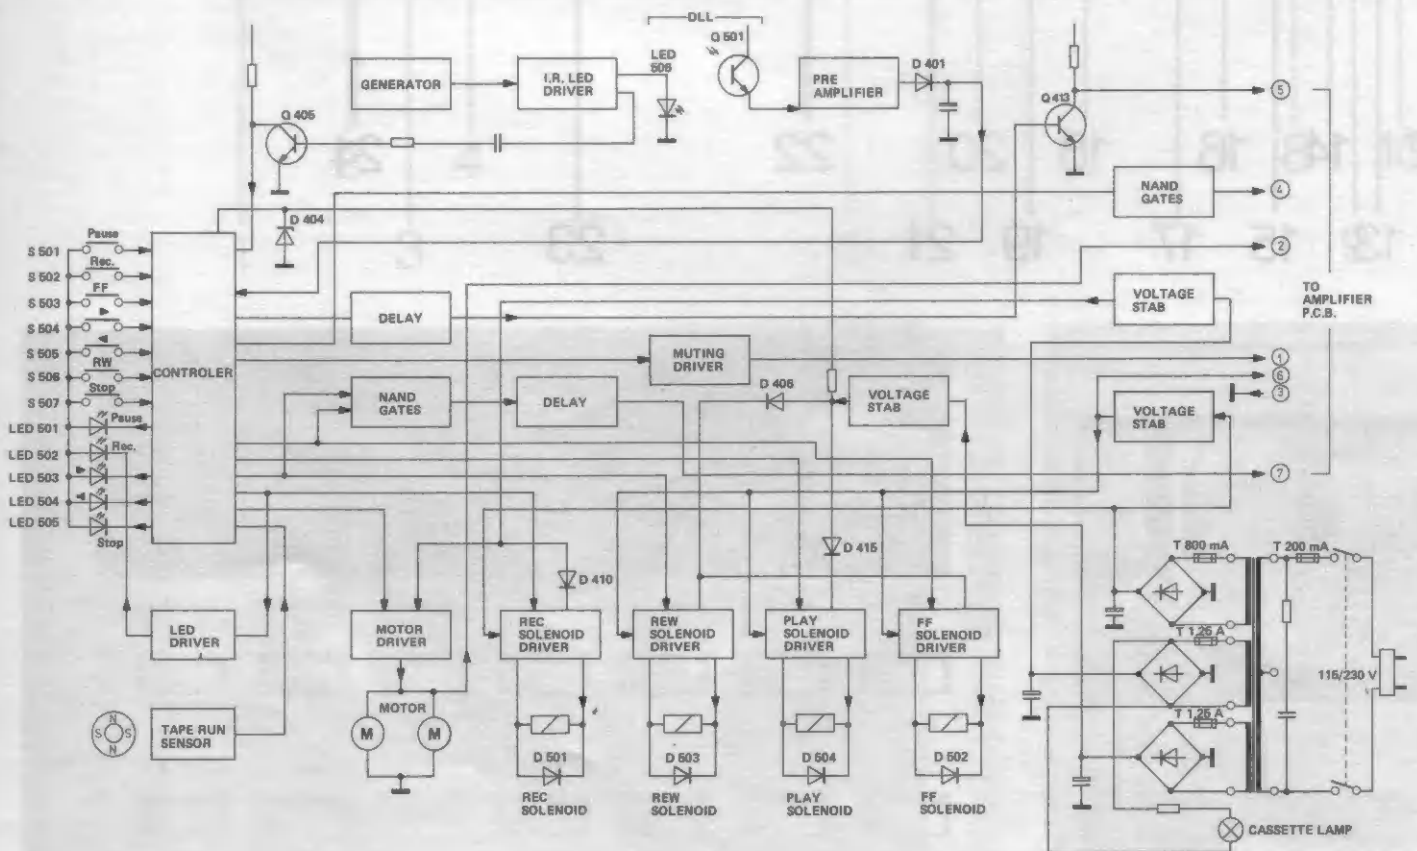 DLL
Q 501
LED 506
D 401
Q 405
Q 413
GENERATOR
I.R. LED
DRIVER
PRE
AMPLIFIER
5
NAND
GATES
4
D 404
2
Pause
S 501
Rec.
S 502
FF
S 503
S 504
S 505
RW
S 506
Stop
S 507
CONTROLER
DELAY
VOLTAGE
STAB
TO
AMPLIFIER
P.C.B.
MUTING
DRIVER
1
6
3
NAND
GATES
DELAY
D 406
VOLTAGE
STAB
VOLTAGE
STAB
7
LED 501
Pause
LED 502
Rec.
LED 503
LED 504
LED 505
Stop
D 410
D 415
T 800 mA
T 200 mA
T 1,25 A
T 1,25 A
115/230 V
LED
DRIVER
MOTOR
DRIVER
REC
SOLENOID
DRIVER
REW
SOLENOID
DRIVER
PLAY
SOLENOID
DRIVER
FF
SOLENOID
DRIVER
N
S
S
N
TAPE RUN
SENSOR
MOTOR
M
M
D 501
D 503
D 504
D 502
REC
SOLENOID
REW
SOLENOID
PLAY
SOLENOID
FF
SOLENOID
CASSETTE LAMP